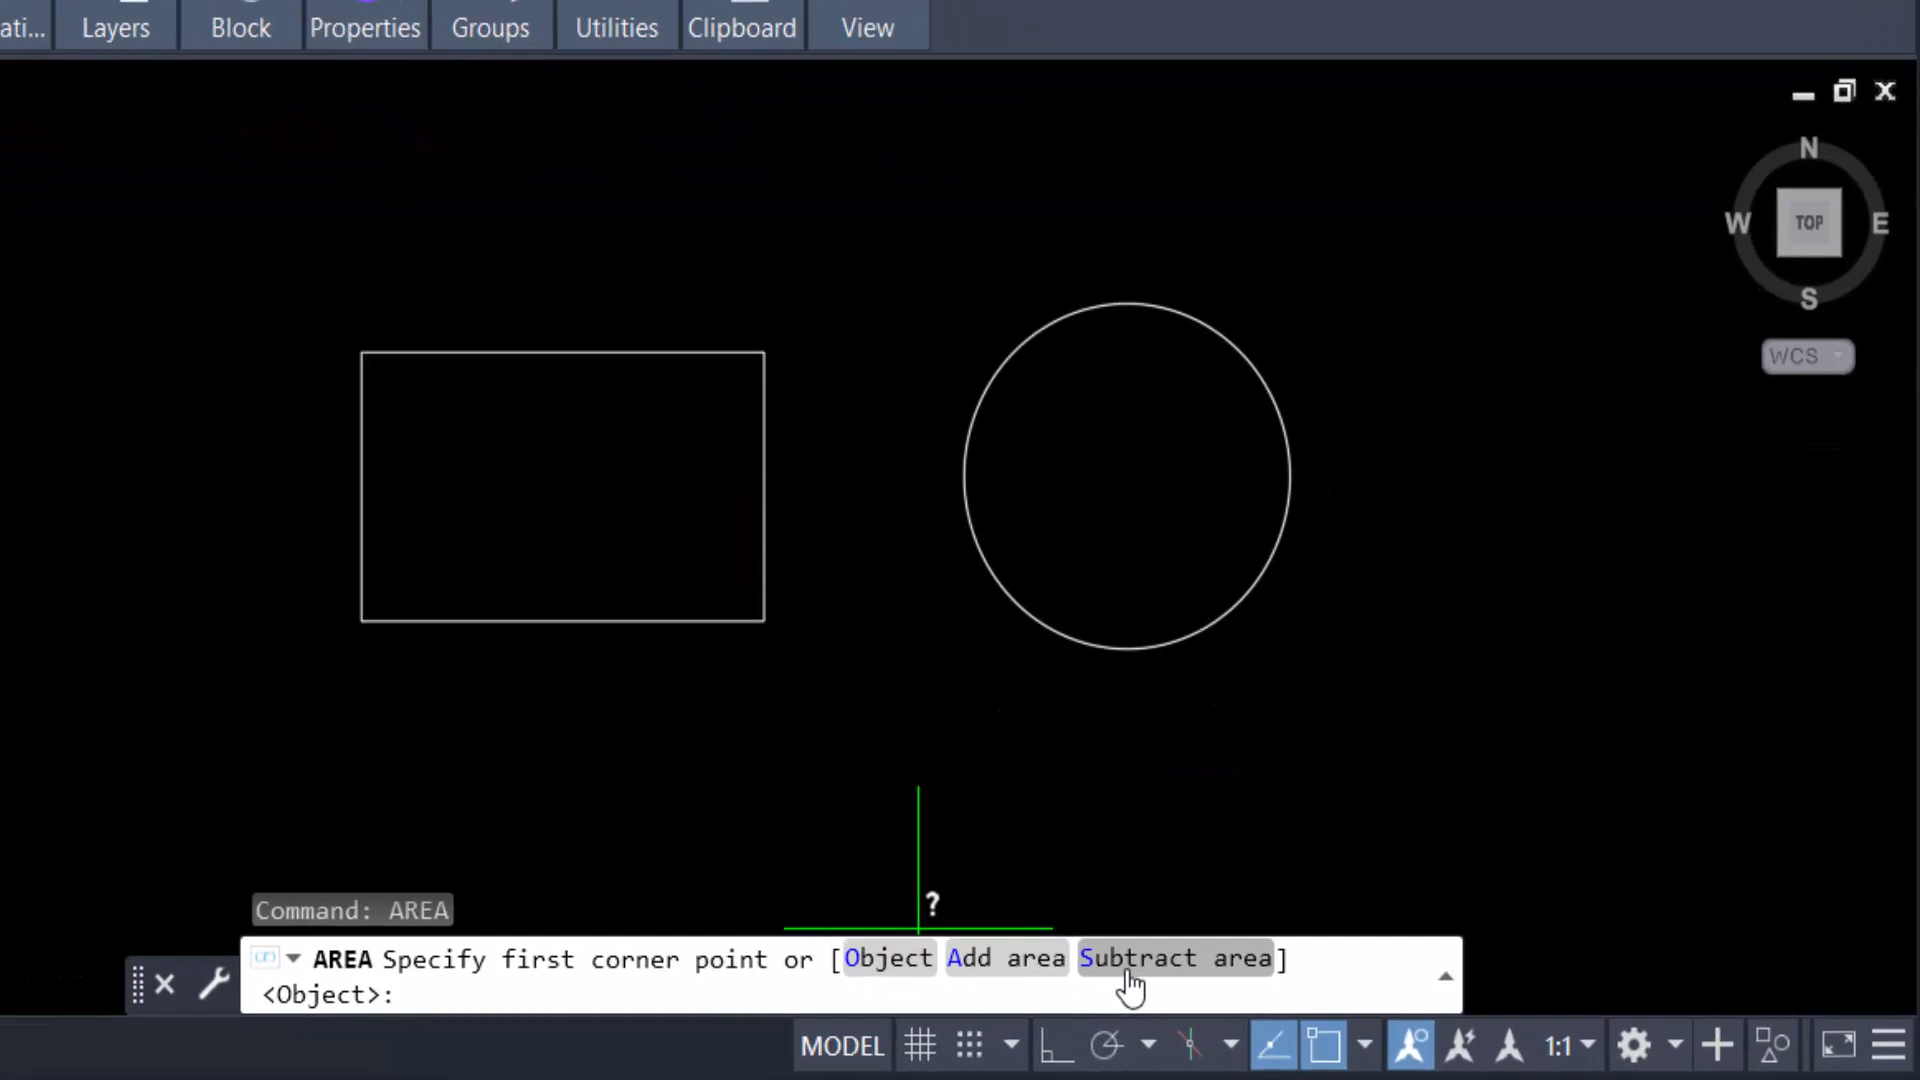 ati... Layers Block Properties Groups Utilities Clipboard View
N
W TOP E
S
WCS
?
Command: AREA
AREA Specify first corner point or [Object Add area Subtract area]
<Object>:
MODEL 1:1